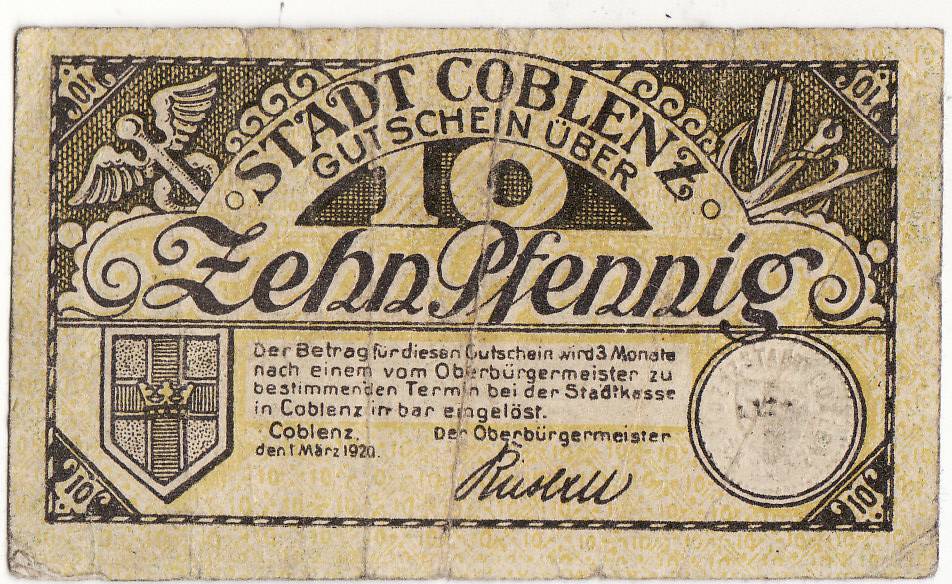 10
10
STADT COBLENZ
GUTSCHEIN ÜBER
10
Zehn Pfennig
Der Betrag für diesen Gutschein wird 3 Monate
nach einem vom Oberbürgermeister zu
bestimmenden Termin bei der Stadtkasse
in Coblenz in bar eingelöst.
Coblenz,
den 1 März 1920.
Der Oberbürgermeister
10
10